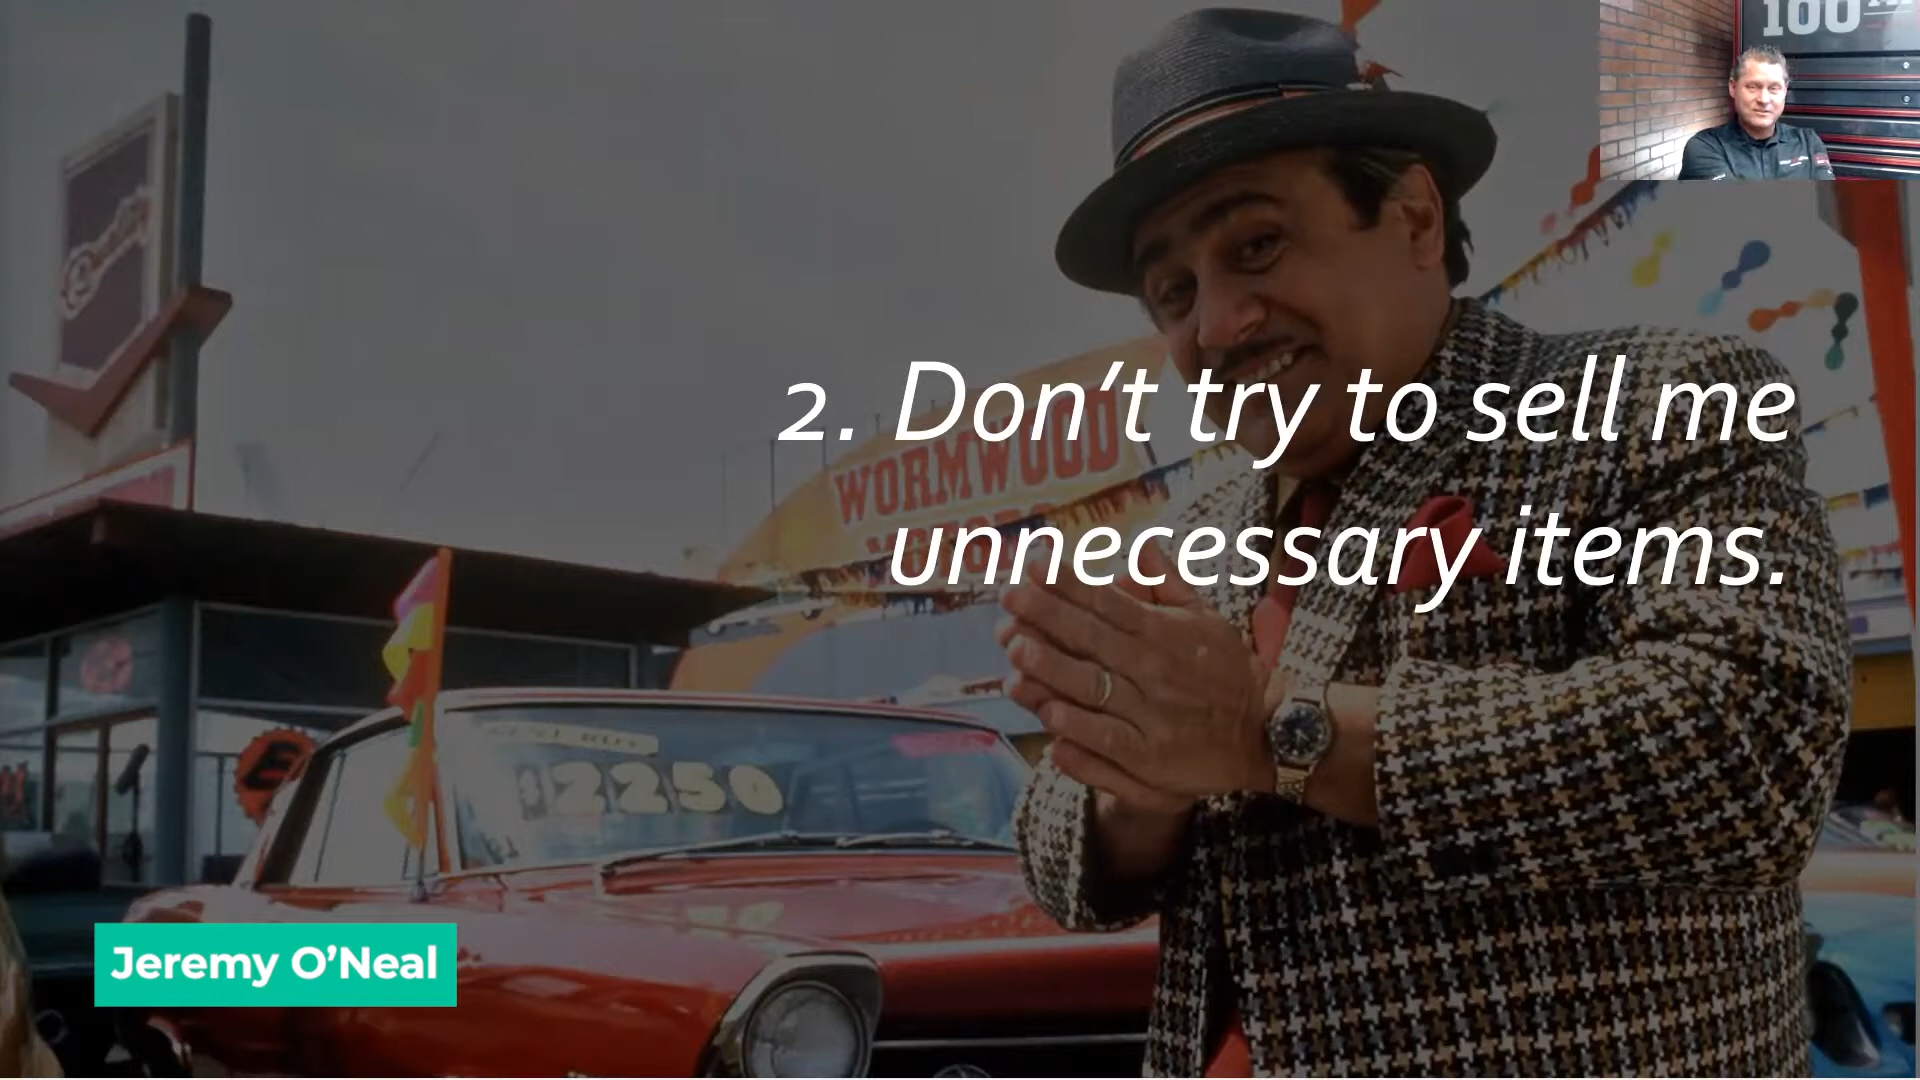 100
2. Don't try to sell me
unnecessary items.
WORMWOOD
$2250
Jeremy O'Neal